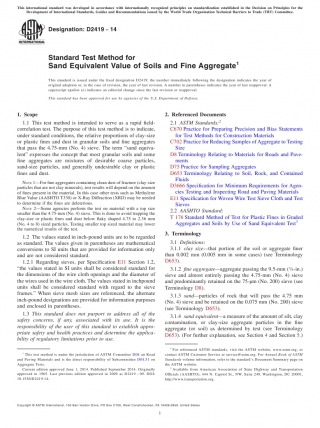 This international standard was developed in accordance with internationally recognized principles on standardization established in the Decision on Principles for the
Development of International Standards, Guides and Recommendations issued by the World Trade Organization Technical Barriers to Trade (TBT) Committee.
Designation: D2419 − 14
INTERNATIONAL
Standard Test Method for
Sand Equivalent Value of Soils and Fine Aggregate1
This standard is issued under the fixed designation D2419; the number immediately following the designation indicates the year of
original adoption or, in the case of revision, the year of last revision. A number in parentheses indicates the year of last reapproval. A
superscript epsilon (ε) indicates an editorial change since the last revision or reapproval.
This standard has been approved for use by agencies of the U.S. Department of Defense.
1. Scope
1.1 This test method is intended to serve as a rapid field-
correlation test. The purpose of this test method is to indicate,
under standard conditions, the relative proportions of clay-size
or plastic fines and dust in granular soils and fine aggregates
that pass the 4.75-mm (No. 4) sieve. The term "sand equiva-
lent" expresses the concept that most granular soils and some
fine aggregates are mixtures of desirable coarse particles,
sand-size particles, and generally undesirable clay or plastic
fines and dust.
NOTE 1—For fine aggregates containing clean dust of fracture (clay-size
particles that are not clay minerals), test results will depend on the amount
of fines present in the material. In this case other tests such as Methylene
Blue Value (AASHTO T330) or X-Ray Diffraction (XRD) may be needed
to determine if the fines are deleterious.
NOTE 2—Some agencies perform the test on material with a top size
smaller than the 4.75-mm (No. 4) sieve. This is done to avoid trapping the
clay-size or plastic fines and dust below flaky shaped 4.75 to 2.36 mm
(No. 4 to 8) sized particles. Testing smaller top sized material may lower
the numerical results of the test.
1.2 The values stated in inch-pound units are to be regarded
as standard. The values given in parentheses are mathematical
conversions to SI units that are provided for information only
and are not considered standard.
1.2.1 Regarding sieves, per Specification E11 Section 1.2,
"the values stated in SI units shall be considered standard for
the dimensions of the wire cloth openings and the diameter of
the wires used in the wire cloth. The values stated in inch-pound
units shall be considered standard with regard to the sieve
frames." When sieve mesh sizes are referenced, the alternate
inch-pound designations are provided for information purposes
and enclosed in parentheses.
1.3 This standard does not purport to address all of the
safety concerns, if any, associated with its use. It is the
responsibility of the user of this standard to establish appro-
priate safety and health practices and determine the applica-
bility of regulatory limitations prior to use.
2. Referenced Documents
2.1 ASTM Standards:2
C670 Practice for Preparing Precision and Bias Statements
for Test Methods for Construction Materials
C702 Practice for Reducing Samples of Aggregate to Testing
Size
D8 Terminology Relating to Materials for Roads and Pave-
ments
D75 Practice for Sampling Aggregates
D653 Terminology Relating to Soil, Rock, and Contained
Fluids
D3666 Specification for Minimum Requirements for Agen-
cies Testing and Inspecting Road and Paving Materials
E11 Specification for Woven Wire Test Sieve Cloth and Test
Sieves
2.2 AASHTO Standard:
T 176 Standard Method of Test for Plastic Fines in Graded
Aggregates and Soils by Use of Sand Equivalent Test3
3. Terminology
3.1 Definitions:
3.1.1 clay size—that portion of the soil or aggregate finer
than 0.002 mm (0.005 mm in some cases) (see Terminology
D653).
3.1.2 fine aggregate—aggregate passing the 9.5-mm (3⁄8-in.)
sieve and almost entirely passing the 4.75-mm (No. 4) sieve
and predominantly retained on the 75-µm (No. 200) sieve (see
Terminology D8).
3.1.3 sand—particles of rock that will pass the 4.75 mm
(No. 4) sieve and be retained on the 0.075 mm (No. 200) sieve
(see Terminology D653).
3.1.4 sand equivalent—a measure of the amount of silt, clay
contamination, or clay-size aggregate particles in the fine
aggregate (or soil) as determined by test (see Terminology
D653). (For further explanation, see Section 4 and Section 5.)
1 This test method is under the jurisdiction of ASTM Committee D04 on Road
and Paving Materials and is the direct responsibility of Subcommittee D04.51 on
Aggregate Tests.
Current edition approved June 1, 2014. Published September 2014. Originally
2 For referenced ASTM standards, visit the ASTM website, www.astm.org, or
contact ASTM Customer Service at service@astm.org. For Annual Book of ASTM
Standards volume information, refer to the standard's Document Summary page on
the ASTM website.
3 Available from American Association of State Highway and Transportation
Officials (AASHTO), 444 N. Capitol St., NW, Suite 249, Washington, DC 20001,
http://www.transportation.org.
Copyright © ASTM International, 100 Barr Harbor Drive, PO Box C700, West Conshohocken, PA 19428-2959. United States
1